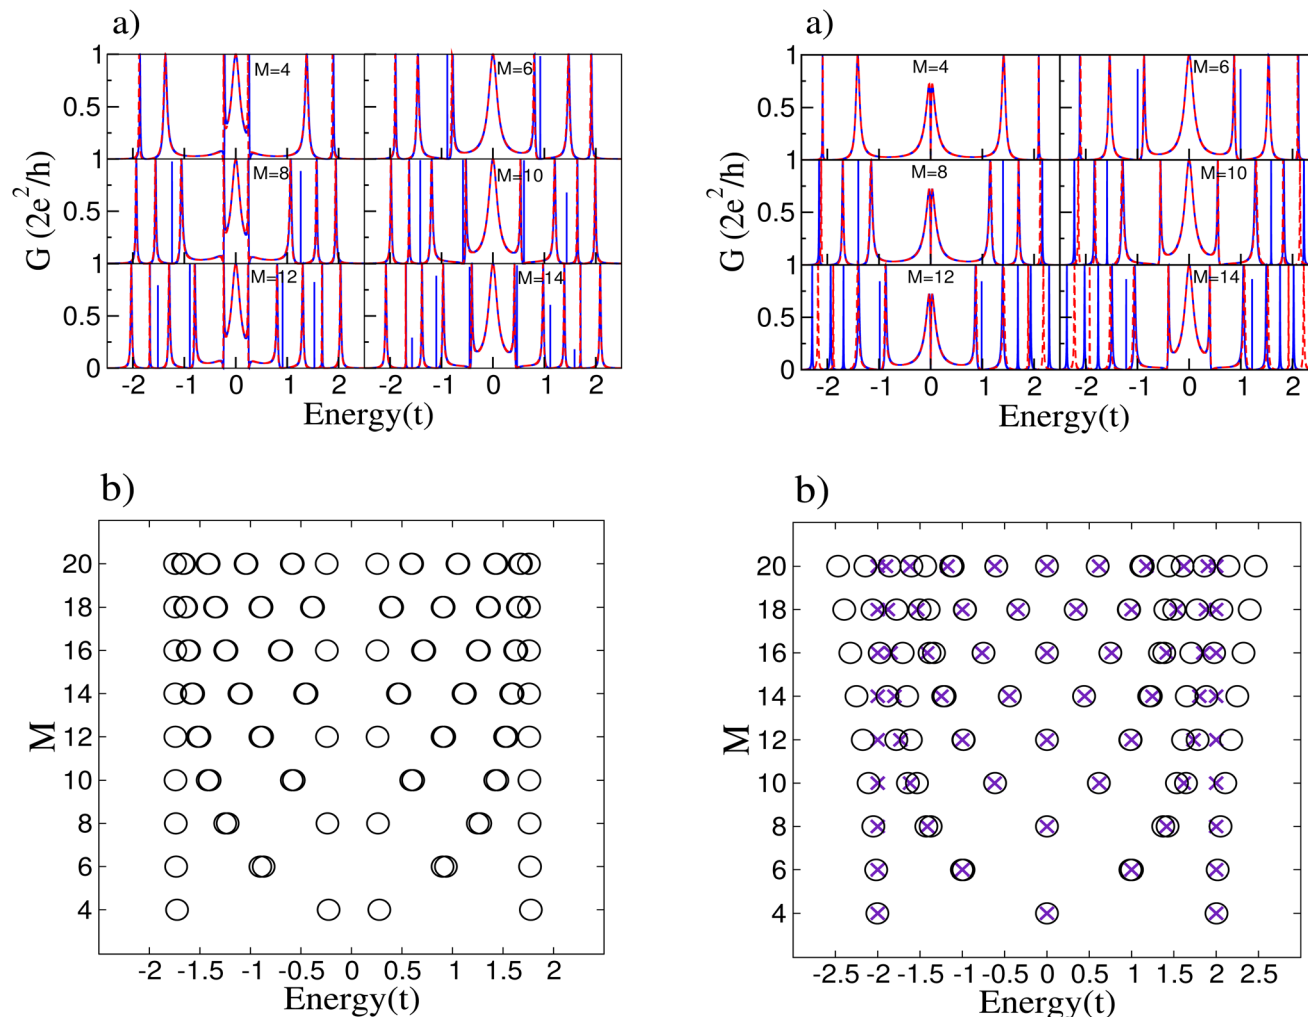 a)
G (2e²/h)
1
0.5
1
0.5
1
0.5
0
M=4
M=6
M=8
M=10
M=12
M=14
-2 -1 0 1 2 -2 -1 0 1 2
Energy(t)
a)
G (2e²/h)
1
0.5
1
0.5
1
0.5
0
M=4
M=6
M=8
M=10
M=12
M=14
-2 -1 0 1 2 -2 -1 0 1 2
Energy(t)
b)
M
20
18
16
14
12
10
8
6
4
-2 -1.5 -1 -0.5 0 0.5 1 1.5 2
Energy(t)
b)
M
20
18
16
14
12
10
8
6
4
-2.5 -2 -1.5 -1 -0.5 0 0.5 1 1.5 2 2.5
Energy(t)